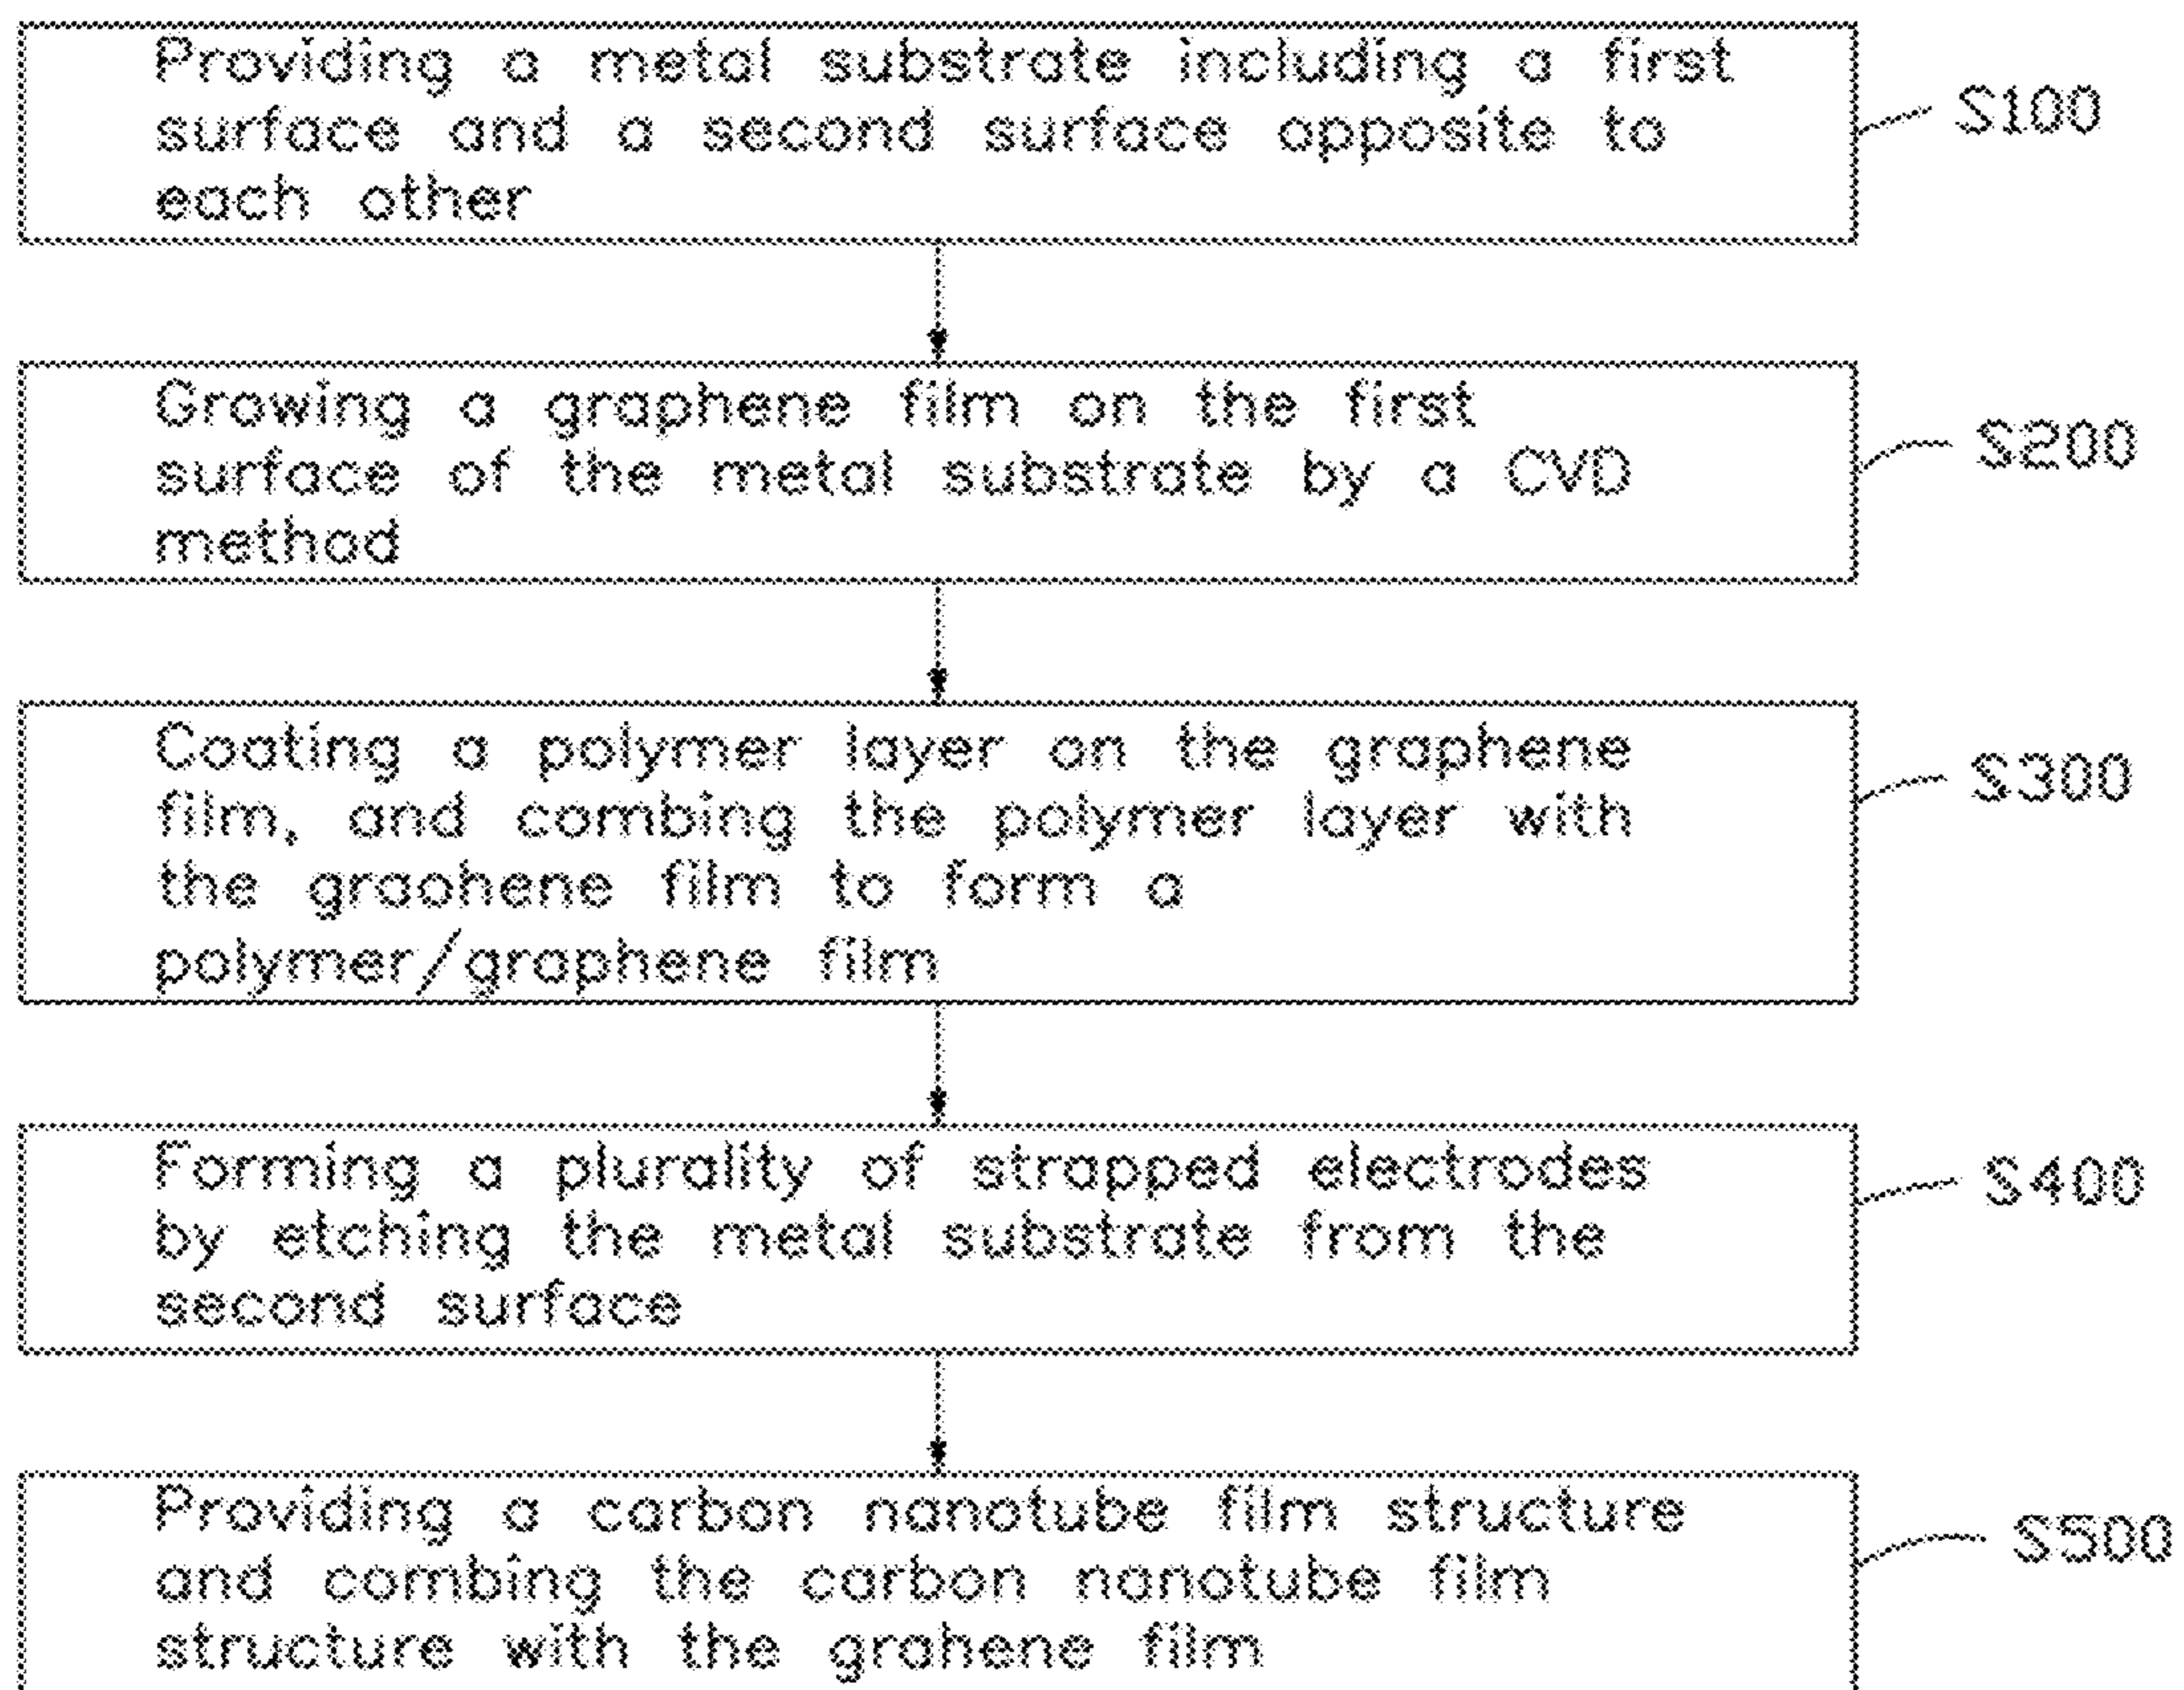 Providing a metal substrate including a first
surface and a second surface opposite to
each other
S100
Growing a graphene film on the first
surface of the metal substrate by a CVD
method
S200
Coating a polymer layer on the graphene
film, and combing the polymer layer with
the graohene film to form a
polymer/graphene film
S300
Forming a plurality of strapped electrodes
by etching the metal substrate from the
second surface
S400
Providing a carbon nanotube film structure
and combing the carbon nanotube film
structure with the grahene film
S500